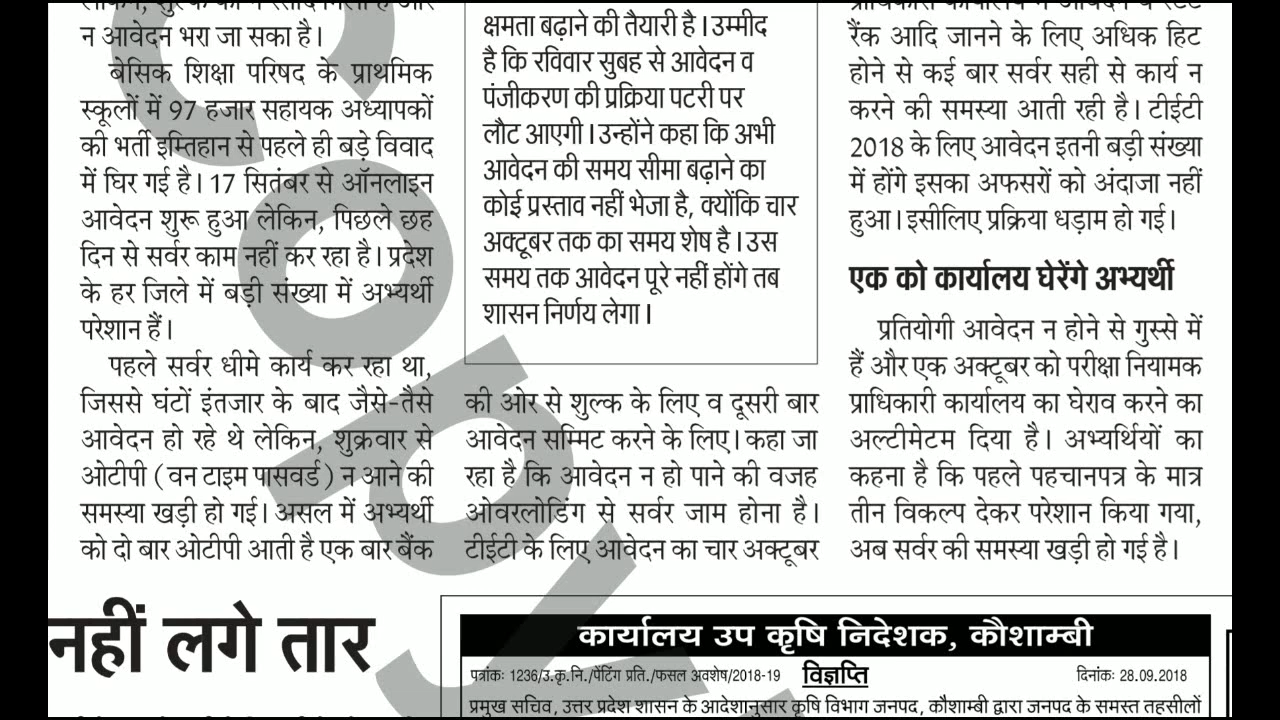 न आवेदन भरा जा सका है।
बेसिक शिक्षा परिषद के प्राथमिक
स्कूलों में 97 हजार सहायक अध्यापकों
की भर्ती इम्तिहान से पहले ही बड़े विवाद
में घिर गई है। 17 सितंबर से ऑनलाइन
आवेदन शुरू हुआ लेकिन, पिछले छह
दिन से सर्वर काम नहीं कर रहा है। प्रदेश
के हर जिले में बड़ी संख्या में अभ्यर्थी
परेशान हैं।
पहले सर्वर धीमे कार्य कर रहा था,
जिससे घंटों इंतजार के बाद जैसे-तैसे
आवेदन हो रहे थे लेकिन, शुक्रवार से
ओटीपी (वन टाइम पासवर्ड) न आने की
समस्या खड़ी हो गई। असल में अभ्यर्थी
को दो बार ओटीपी आती है एक बार बैंक
क्षमता बढ़ाने की तैयारी है। उम्मीद
है कि रविवार सुबह से आवेदन व
पंजीकरण की प्रक्रिया पटरी पर
लौट आएगी। उन्होंने कहा कि अभी
आवेदन की समय सीमा बढ़ाने का
कोई प्रस्ताव नहीं भेजा है, क्योंकि चार
अक्टूबर तक का समय शेष है। उस
समय तक आवेदन पूरे नहीं होंगे तब
शासन निर्णय लेगा।
की ओर से शुल्क के लिए व दूसरी बार
आवेदन सम्मिट करने के लिए। कहा जा
रहा है कि आवेदन न हो पाने की वजह
ओवरलोडिंग से सर्वर जाम होना है।
टीईटी के लिए आवेदन का चार अक्टूबर
रैंक आदि जानने के लिए अधिक हिट
होने से कई बार सर्वर सही से कार्य न
करने की समस्या आती रही है। टीईटी
2018 के लिए आवेदन इतनी बड़ी संख्या
में होंगे इसका अफसरों को अंदाजा नहीं
हुआ। इसीलिए प्रक्रिया धड़ाम हो गई।
एक को कार्यालय घेरेंगे अभ्यर्थी
प्रतियोगी आवेदन न होने से गुस्से में
हैं और एक अक्टूबर को परीक्षा नियामक
प्राधिकारी कार्यालय का घेराव करने का
अल्टीमेटम दिया है। अभ्यर्थियों का
कहना है कि पहले पहचानपत्र के मात्र
तीन विकल्प देकर परेशान किया गया,
अब सर्वर की समस्या खड़ी हो गई है।
नहीं लगे तार
कार्यालय उप कृषि निदेशक, कौशाम्बी
पत्रांकः 1236/उ.कृ.नि./पेंटिंग प्रति./फसल अवशेष/2018-19 विज्ञप्ति दिनांकः 28.09.2018
प्रमुख सचिव, उत्तर प्रदेश शासन के आदेशानुसार कृषि विभाग जनपद, कौशाम्बी द्वारा जनपद के समस्त तहसीलों